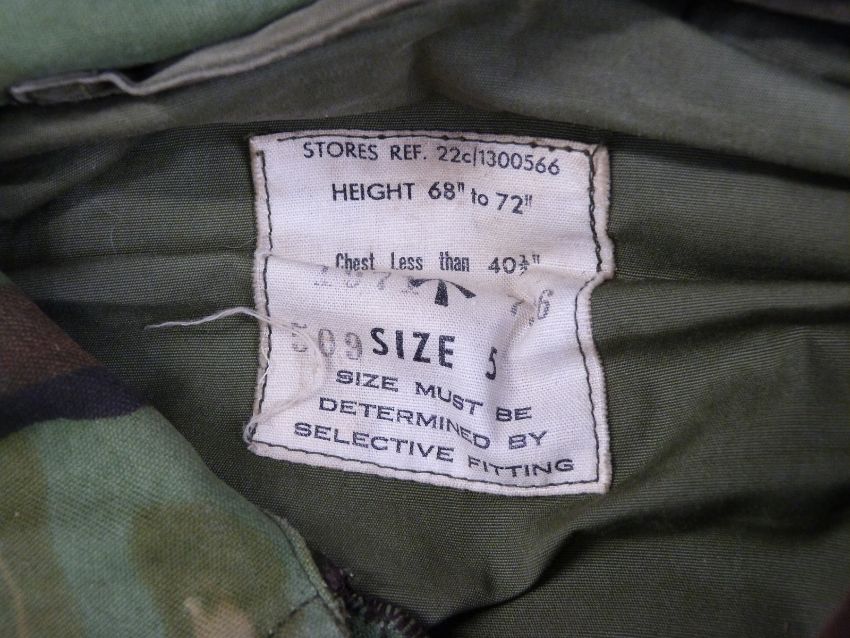 STORES REF. 22c/1300566
HEIGHT 68" to 72"
Chest Less than 40½"
509 SIZE 5
SIZE MUST BE
DETERMINED BY
SELECTIVE FITTING